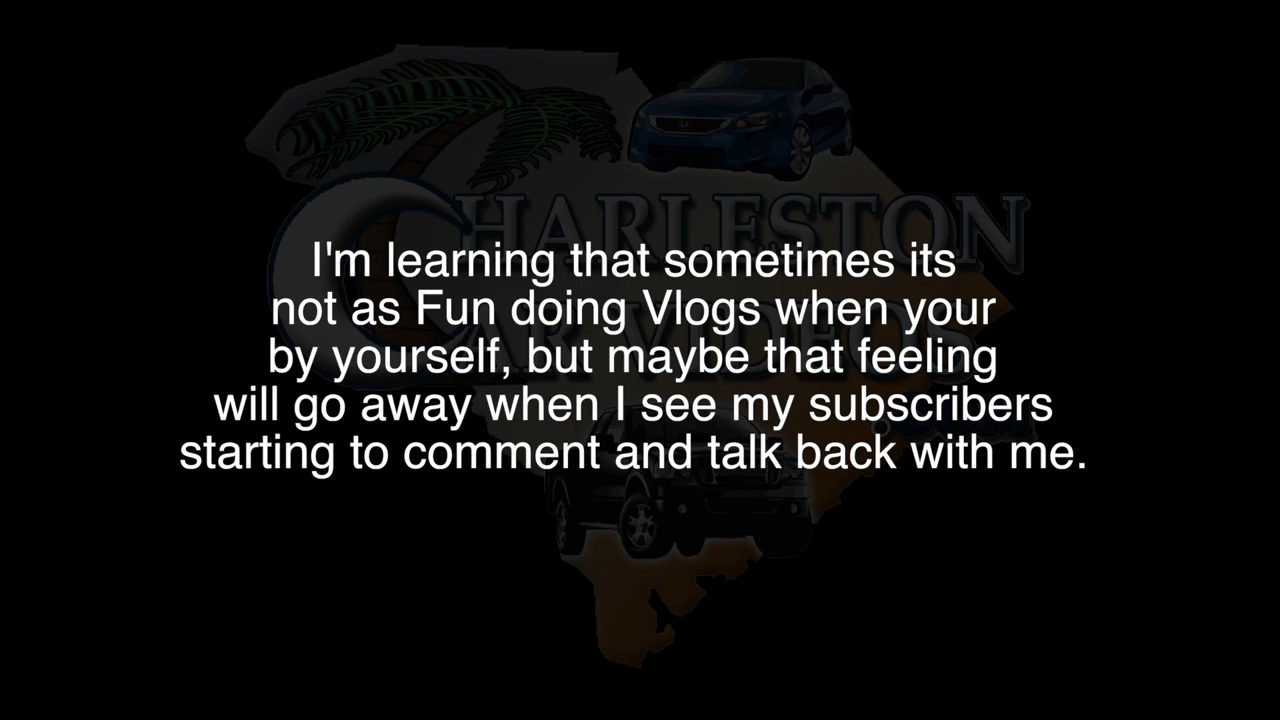 CHARLESTON
I'm learning that sometimes its
not as Fun doing Vlogs when your
by yourself, but maybe that feeling
will go away when I see my subscribers
starting to comment and talk back with me.